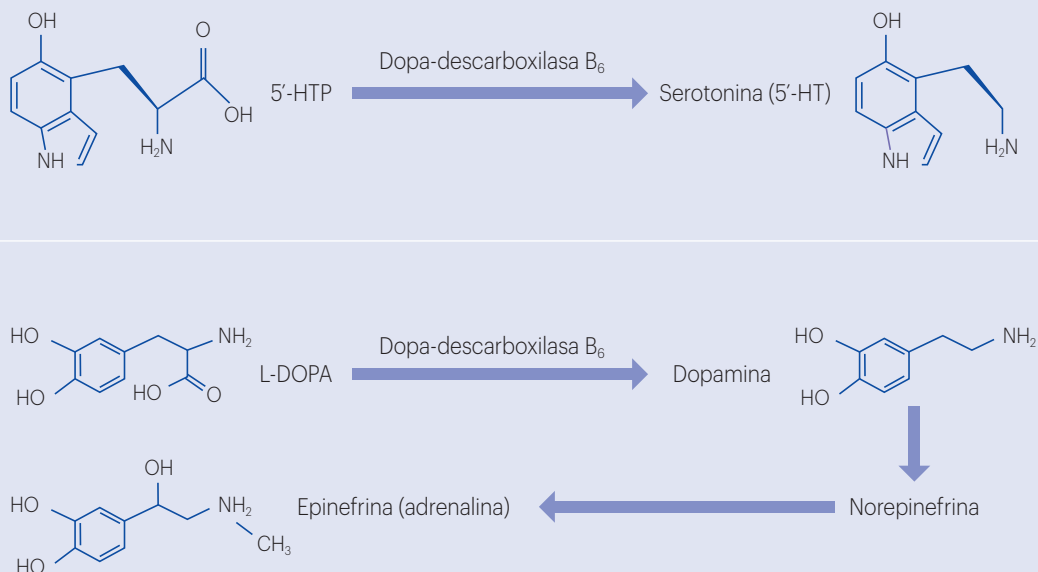 OH
O
Dopa-descarboxilasa B₆
5′-HTP
Serotonina (5′-HT)
OH
H₂N
NH
OH
NH
H₂N
HO
NH₂
Dopa-descarboxilasa B₆
HO
HO
O
L-DOPA
Dopamina
HO
NH₂
HO
OH
HO
NH₂
Epinefrina (adrenalina)
Norepinefrina
CH₃
HO